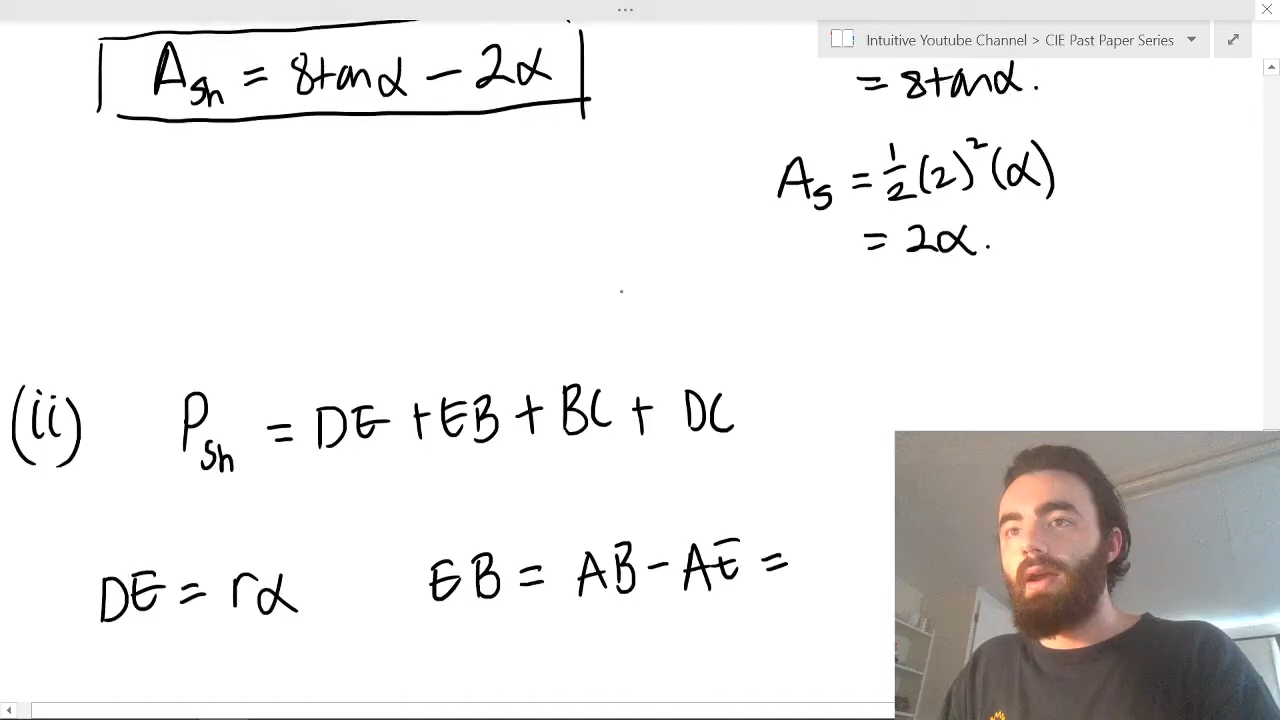 Intuitive Youtube Channel > CIE Past Paper Series
A_sh = 8tanα − 2α
= 8tanα.
A_s = 1/2 (2)² (α)
= 2α.
(ii) P_sh = DE + EB + BC + DC
DE = rα EB = AB − AE =